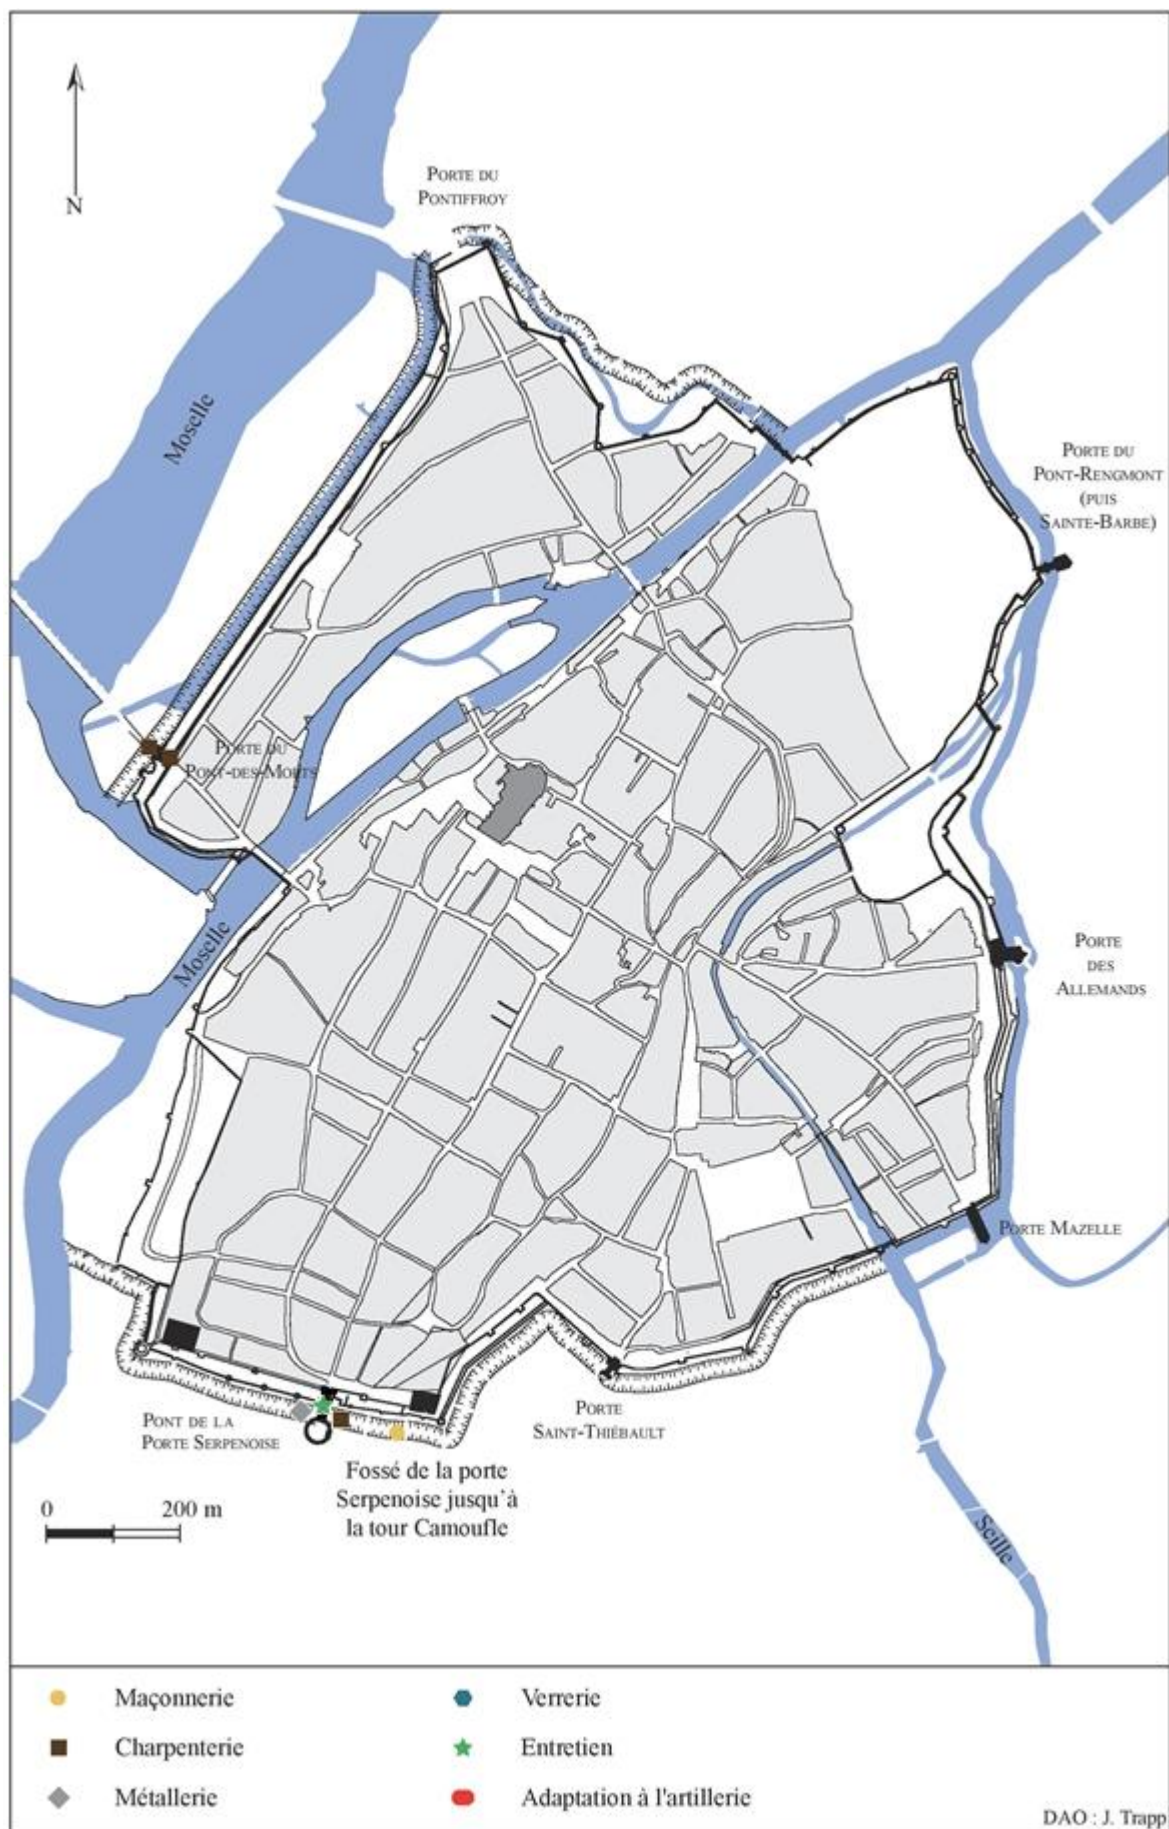 Porte du
Pontiffroy
N
Moselle
Porte du
Pont-Rengmont
(puis
Sainte-Barbe)
Porte du
Pont-des-Morts
Moselle
Porte
des
Allemands
Porte Mazelle
Pont de la
Porte Serpenoise
Porte
Saint-Thiébault
Fossé de la porte
Serpenoise jusqu'à
la tour Camoufle
0 200 m
Seille
Maçonnerie
Verrerie
Charpenterie
Entretien
Métallerie
Adaptation à l'artillerie
DAO : J. Trapp